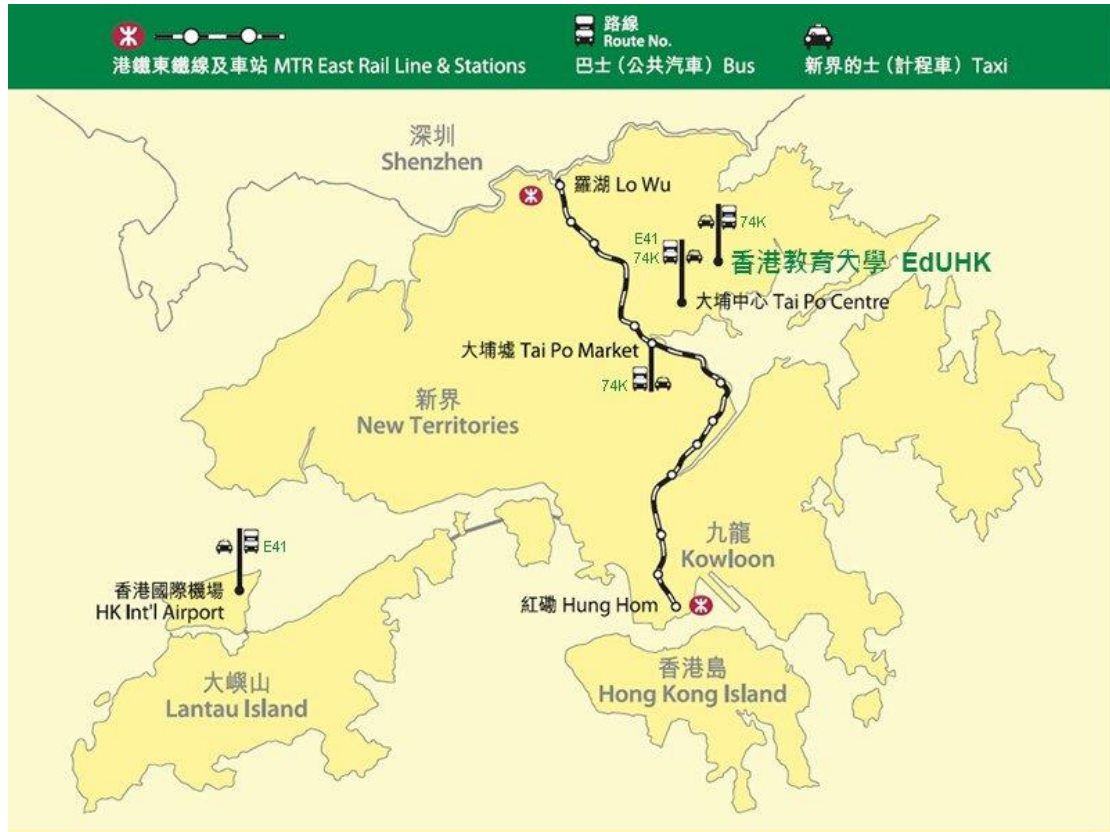 港鐵東鐵線及車站 MTR East Rail Line & Stations
路線
Route No.
巴士 (公共汽車) Bus
新界的士 (計程車) Taxi
深圳
Shenzhen
羅湖 Lo Wu
74K
E41
74K
香港教育大學 EdUHK
大埔中心 Tai Po Centre
大埔墟 Tai Po Market
74K
新界
New Territories
E41
香港國際機場
HK Int'l Airport
九龍
Kowloon
紅磡 Hung Hom
大嶼山
Lantau Island
香港島
Hong Kong Island